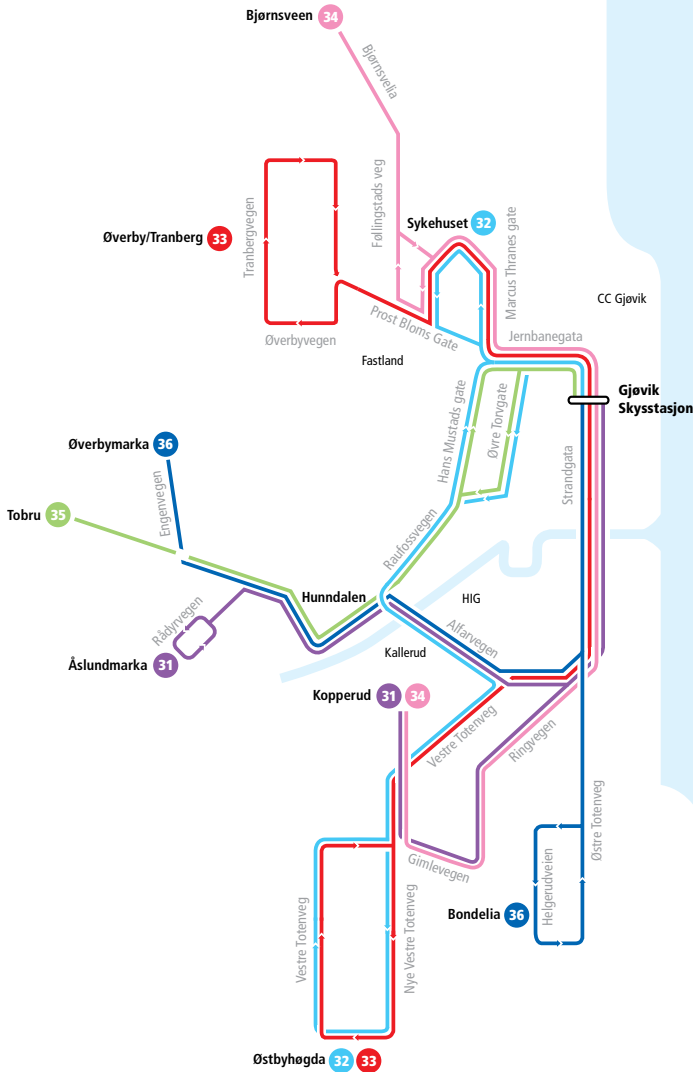 Bjørnsveen 34
Bjørnsvelia
Føllingstads veg
Sykehuset 32
Øverby/Tranberg 33
Tranbergvegen
Marcus Thranes gate
CC Gjøvik
Prost Bloms Gate
Jernbanegata
Øverbyvegen
Fastland
Gjøvik
Skysstasjon
Hans Mustads gate
Øvre Torvgate
Øverbymarka 36
Strandgata
Engenvegen
Tobru 35
Raufossvegen
Hunndalen
HIG
Rådyrvegen
Alfarvegen
Kallerud
Åslundmarka 31
Kopperud 31 34
Vestre Totenveg
Ringvegen
Østre Totenveg
Gimlevegen
Helgerudveien
Bondelia 36
Vestre Totenveg
Nye Vestre Totenveg
Østbyhøgda 32 33